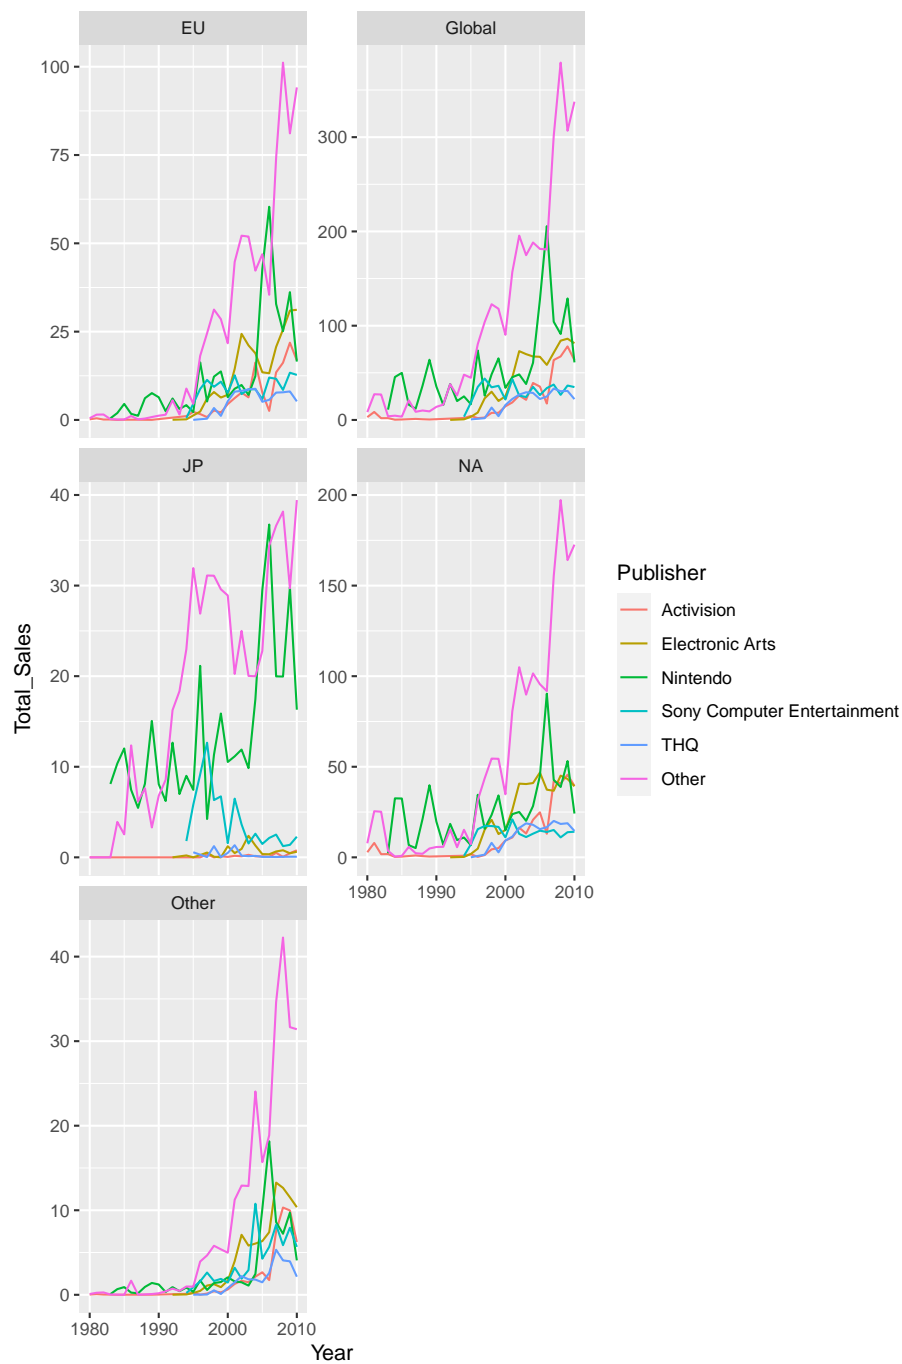 EU
Global
100
75
50
25
0
300
200
100
0
JP
NA
40
30
20
10
0
200
150
100
50
0
1980
1990
2000
2010
Other
40
30
20
10
0
1980
1990
2000
2010
Year
Total_Sales
Publisher
Activision
Electronic Arts
Nintendo
Sony Computer Entertainment
THQ
Other